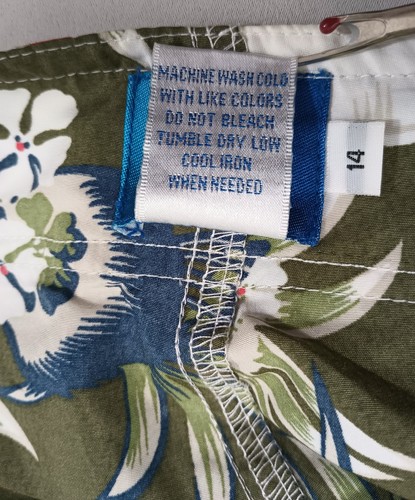 MACHINE WASH COLD
WITH LIKE COLORS
DO NOT BLEACH
TUMBLE DRY LOW
COOL IRON
WHEN NEEDED
14